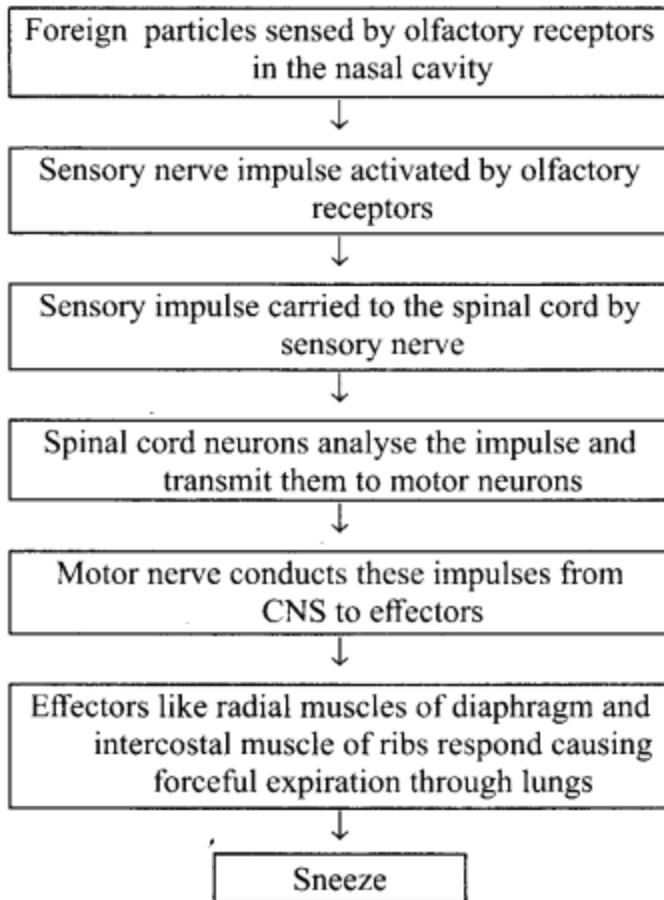 Foreign particles sensed by olfactory receptors
in the nasal cavity
↓
Sensory nerve impulse activated by olfactory
receptors
↓
Sensory impulse carried to the spinal cord by
sensory nerve
↓
Spinal cord neurons analyse the impulse and
transmit them to motor neurons
↓
Motor nerve conducts these impulses from
CNS to effectors
↓
Effectors like radial muscles of diaphragm and
intercostal muscle of ribs respond causing
forceful expiration through lungs
↓
Sneeze